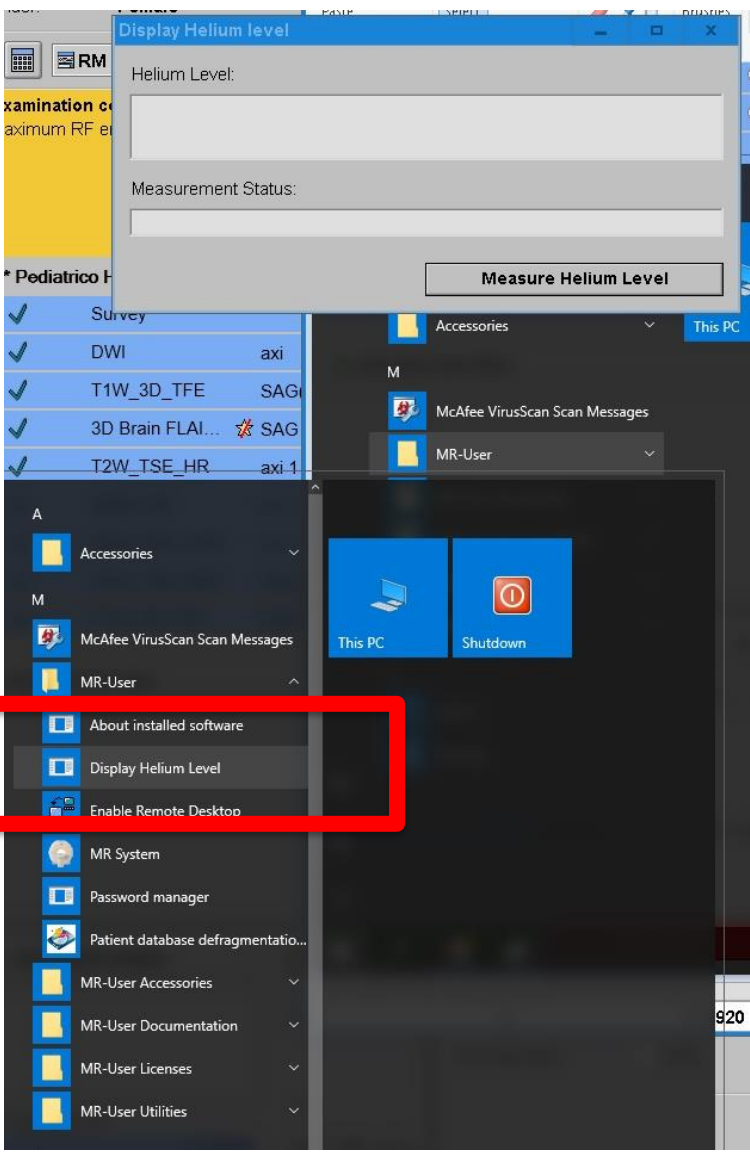 Display Helium level
RM
Helium Level:
xamination co
aximum RF e
Measurement Status:
Measure Helium Level
* Pediatrico H
Survey
DWI axi
T1W_3D_TFE SAG
3D Brain FLAI... SAG
T2W_TSE_HR axi 1
Accessories
This PC
M
McAfee VirusScan Scan Messages
MR-User
A
Accessories
M
McAfee VirusScan Scan Messages
MR-User
About installed software
Display Helium Level
Enable Remote Desktop
MR System
Password manager
Patient database defragmentatio...
MR-User Accessories
MR-User Documentation
MR-User Licenses
MR-User Utilities
This PC
Shutdown
920